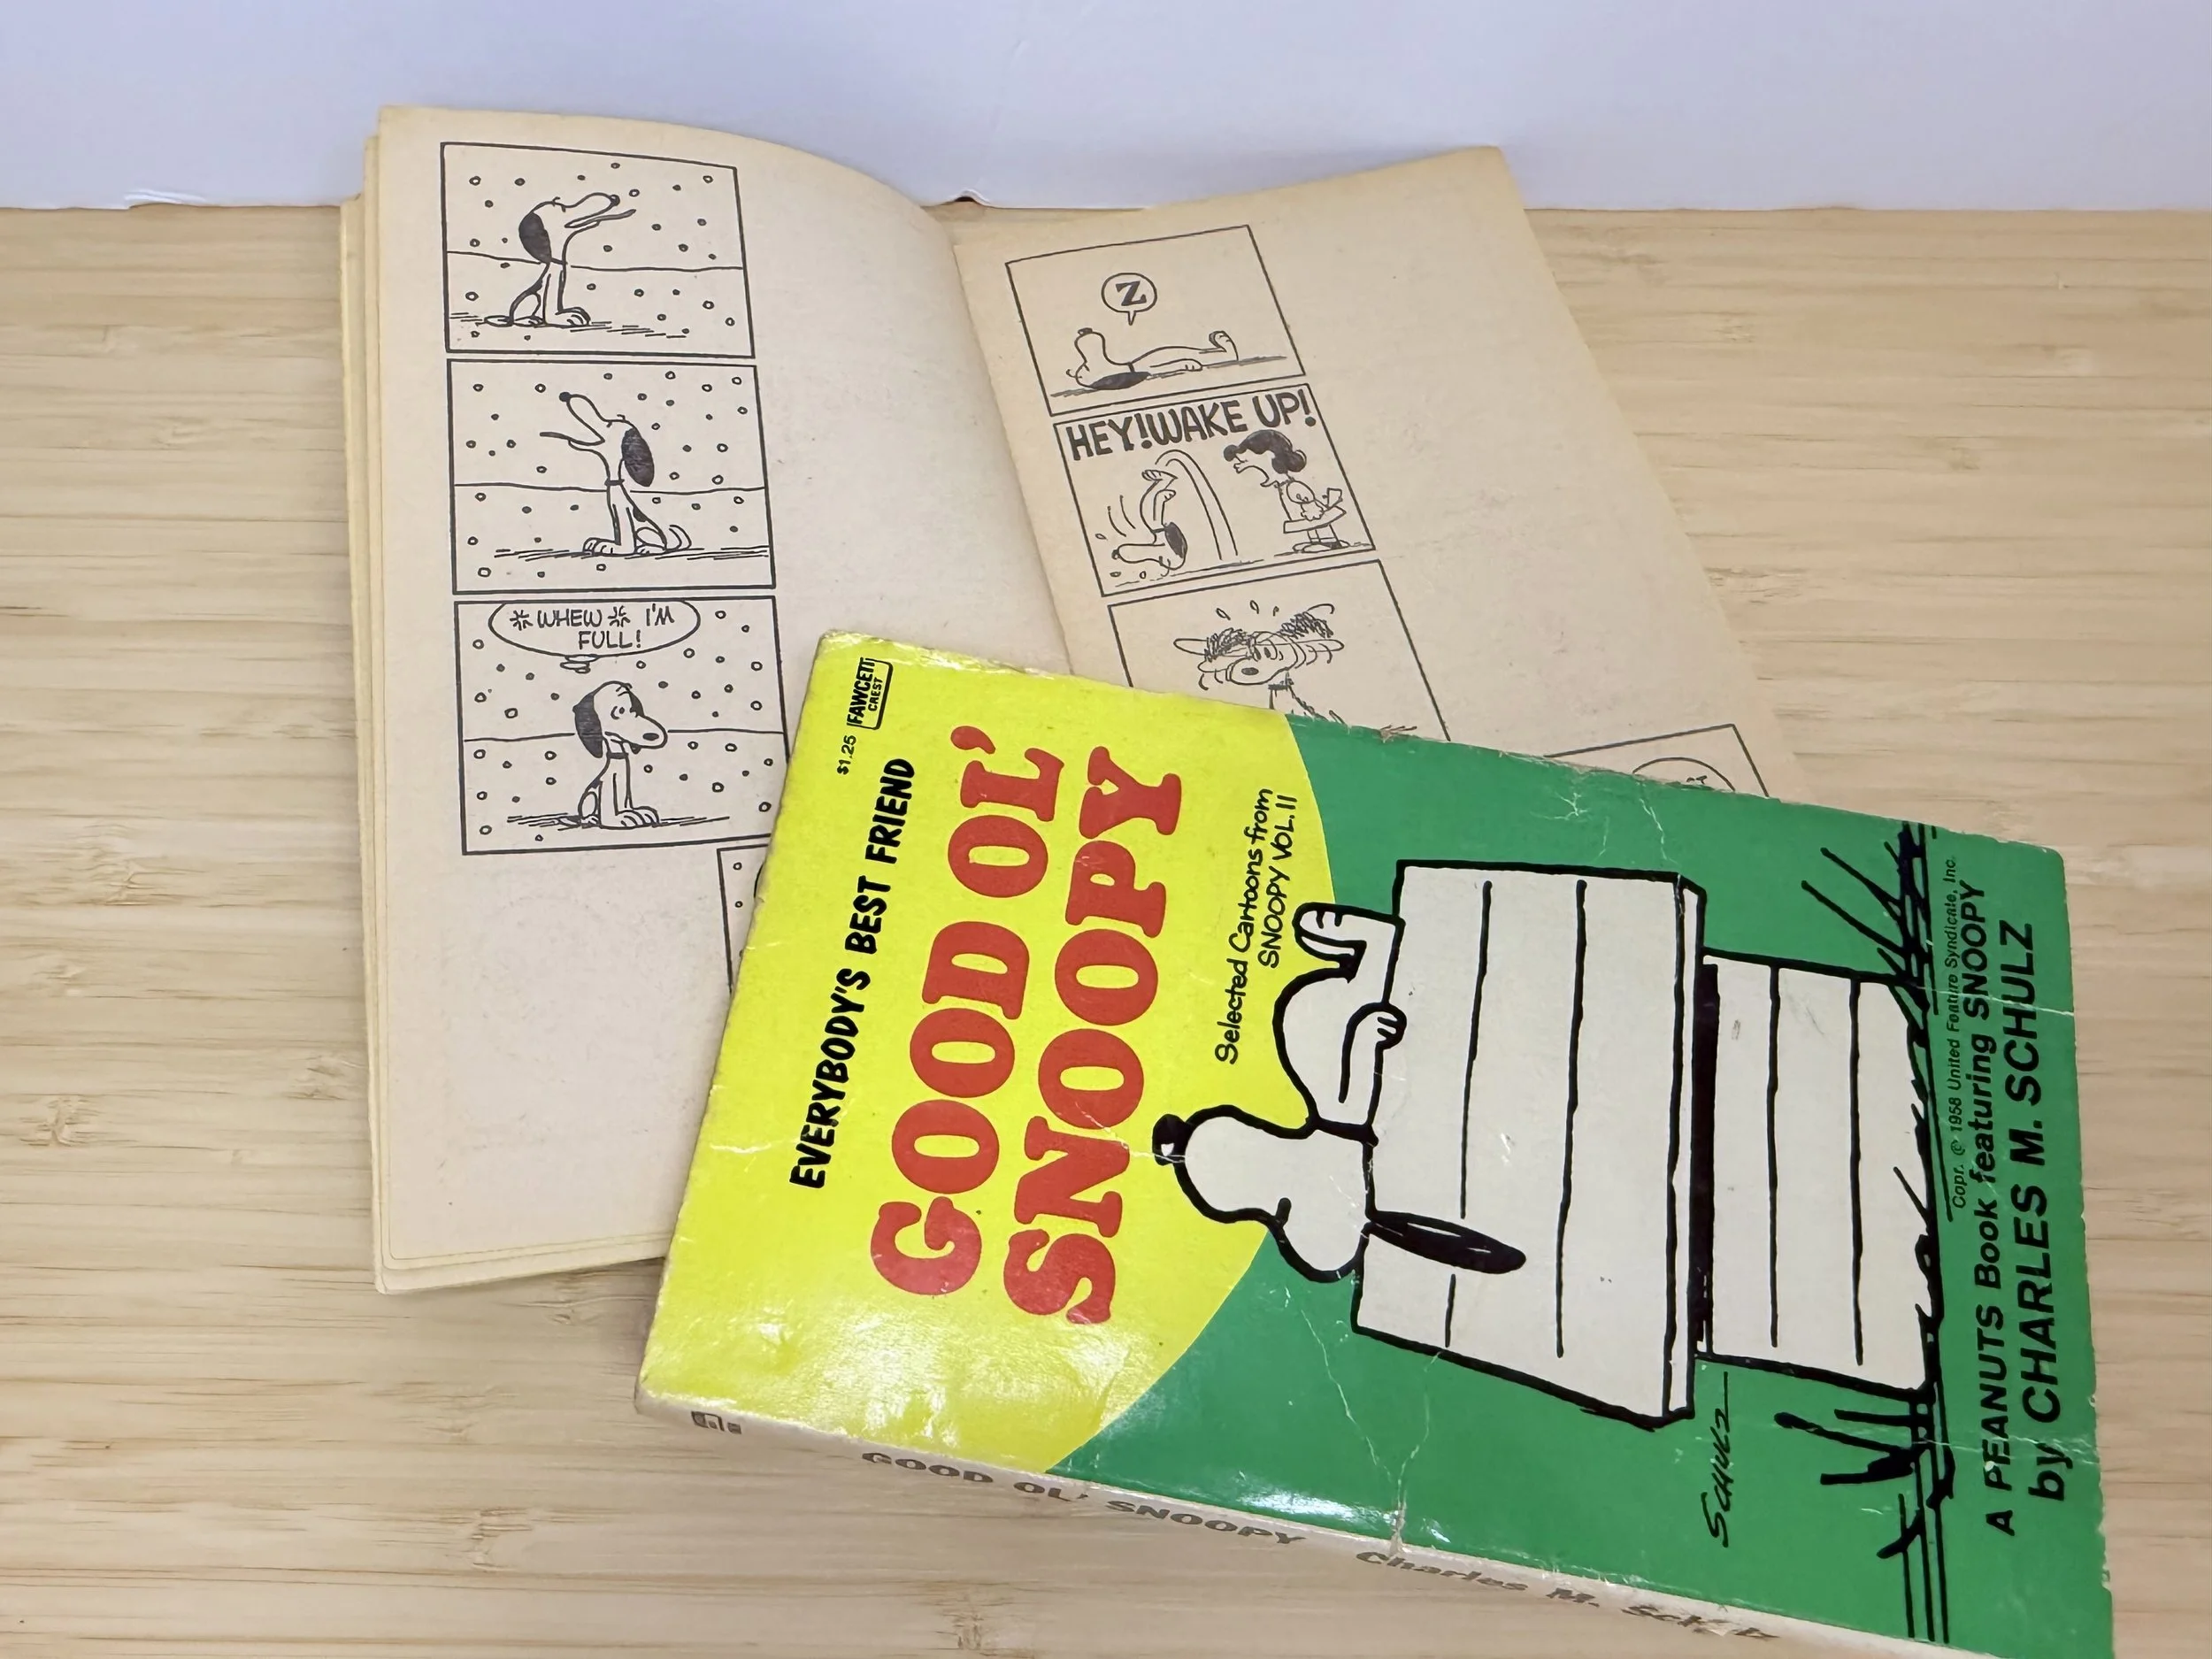 Z
HEY! WAKE UP!
* WHEW * I'M
FULL!
$1.25
FAWCETT
CREST
EVERYBODY'S BEST FRIEND
GOOD OL'
SNOOPY
Selected Cartoons from
SNOOPY VOL. II
SCHULZ
Copr. © 1958 United Feature Syndicate, Inc.
A PEANUTS Book featuring SNOOPY
by CHARLES M. SCHULZ
GOOD OL' SNOOPY Charles M. Schulz